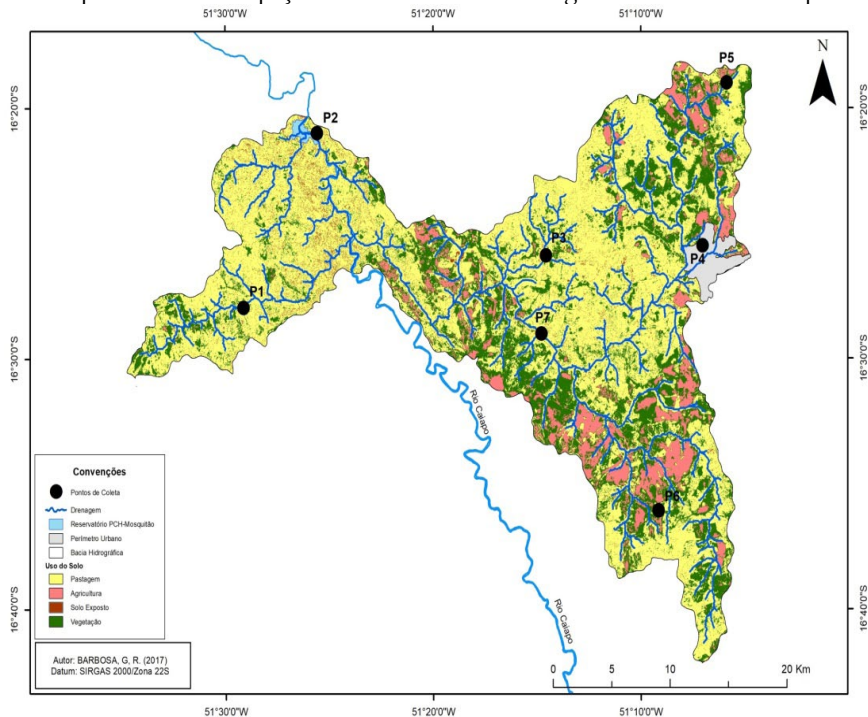 51°30'0"W 51°20'0"W 51°10'0"W
N
16°20'0"S 16°20'0"S
P5
P2
P3
P4
P1
P7
16°30'0"S 16°30'0"S
Rio Caiapo
P6
Convenções
Pontos de Coleta
Drenagem
Reservatório PCH-Mosquitão
Perímetro Urbano
Bacia Hidrográfica
Uso do Solo
Pastagem
Agricultura
Solo Exposto
Vegetação
16°40'0"S 16°40'0"S
Rio Caiapo
Autor: BARBOSA, G, R. (2017)
Datum: SIRGAS 2000/Zona 22S
0 5 10 20 Km
51°30'0"W 51°20'0"W 51°10'0"W